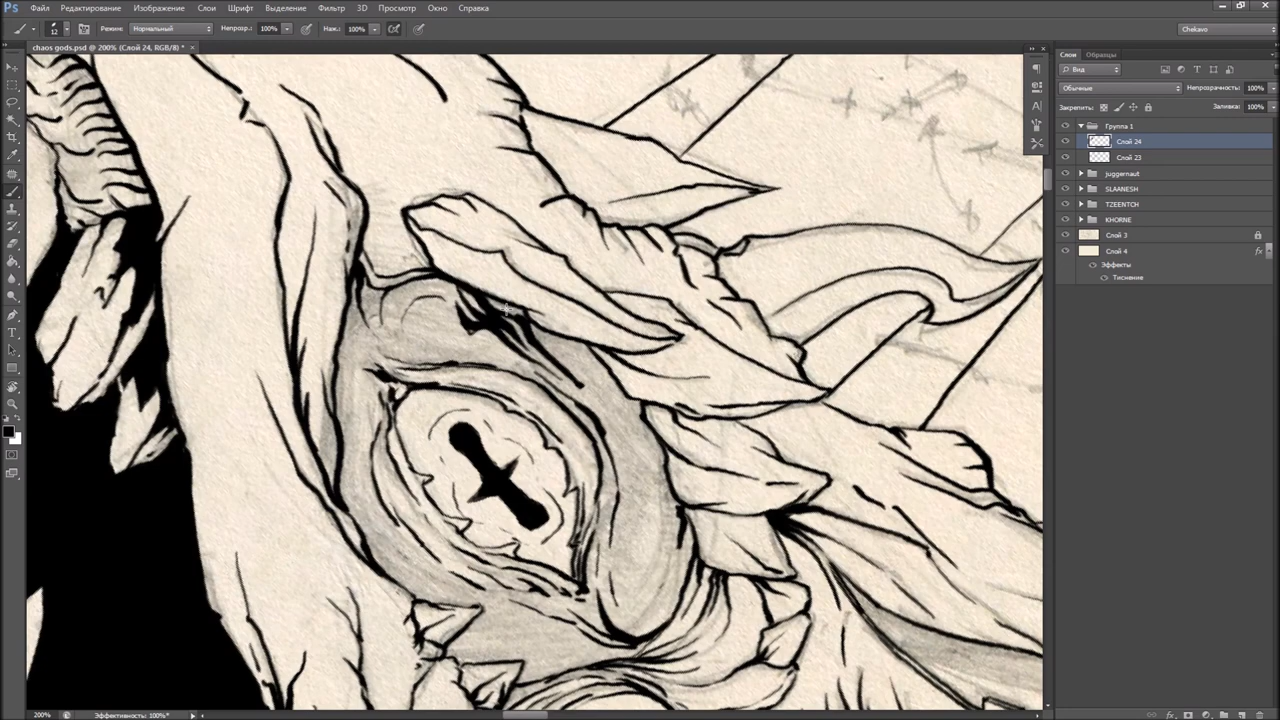 Ps Файл Редактирование Изображение Слои Шрифт Выделение Фильтр 3D Просмотр Окно Справка
12 Режим: Нормальный Непрозр.: 100% Наж.: 100% Chekavo
chaos gods.psd @ 200% (Слой 24, RGB/8) * ×
Слои Образцы
Вид
Обычные Непрозрачность: 100%
Закрепить: Заливка: 100%
Группа 1
Слой 24
Слой 23
juggernaut
SLAANESH
TZEENTCH
KHORNE
Слой 3
Слой 4 fx
Эффекты
Тиснение
200% Эффективность: 100%*